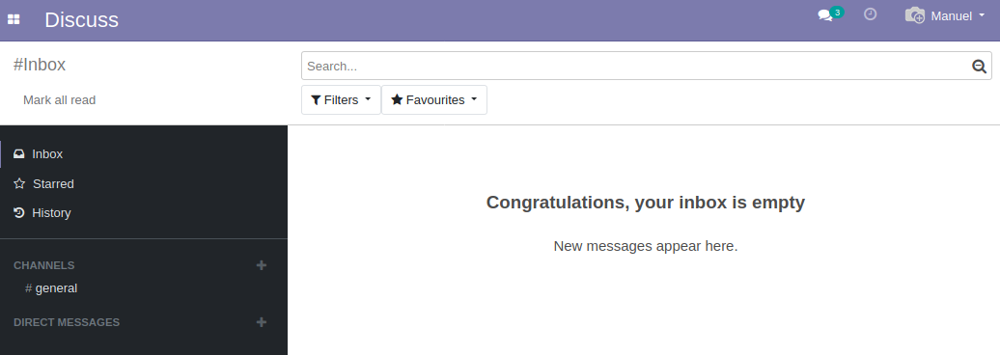 Discuss
3
Manuel
#Inbox
Search...
Mark all read
Filters
Favourites
Inbox
Starred
History
Congratulations, your inbox is empty
New messages appear here.
CHANNELS
# general
DIRECT MESSAGES